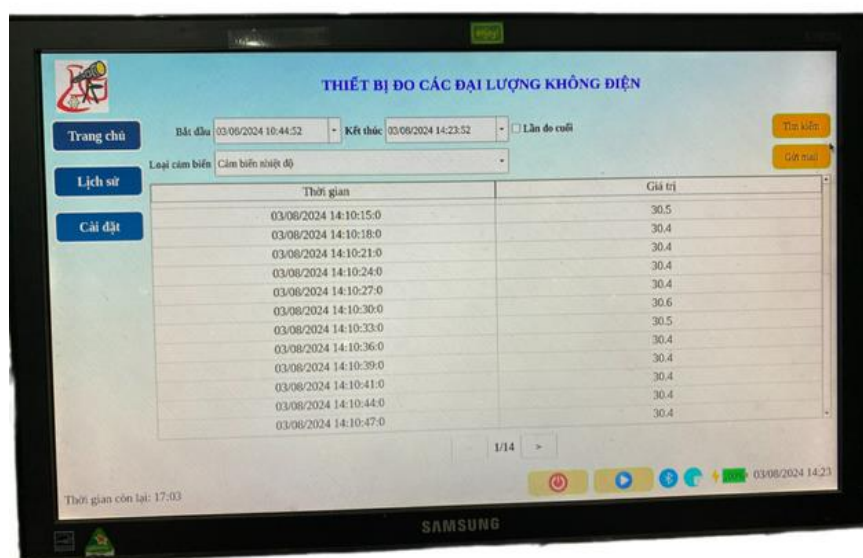 enjoy!
THIẾT BỊ ĐO CÁC ĐẠI LƯỢNG KHÔNG ĐIỆN
Trang chủ
Bắt đầu 03/08/2024 10:44:52 Kết thúc 03/08/2024 14:23:52 Lần đo cuối Tìm kiếm
Loại cảm biến Cảm biến nhiệt độ Gửi mail
Lịch sử
Cài đặt
Thời gian Giá trị
03/08/2024 14:10:15:0 30.5
03/08/2024 14:10:18:0 30.4
03/08/2024 14:10:21:0 30.4
03/08/2024 14:10:24:0 30.4
03/08/2024 14:10:27:0 30.4
03/08/2024 14:10:30:0 30.6
03/08/2024 14:10:33:0 30.5
03/08/2024 14:10:36:0 30.4
03/08/2024 14:10:39:0 30.4
03/08/2024 14:10:41:0 30.4
03/08/2024 14:10:44:0 30.4
03/08/2024 14:10:47:0 30.4
1/14 >
Thời gian còn lại: 17:03
100% 03/08/2024 14:23
SAMSUNG